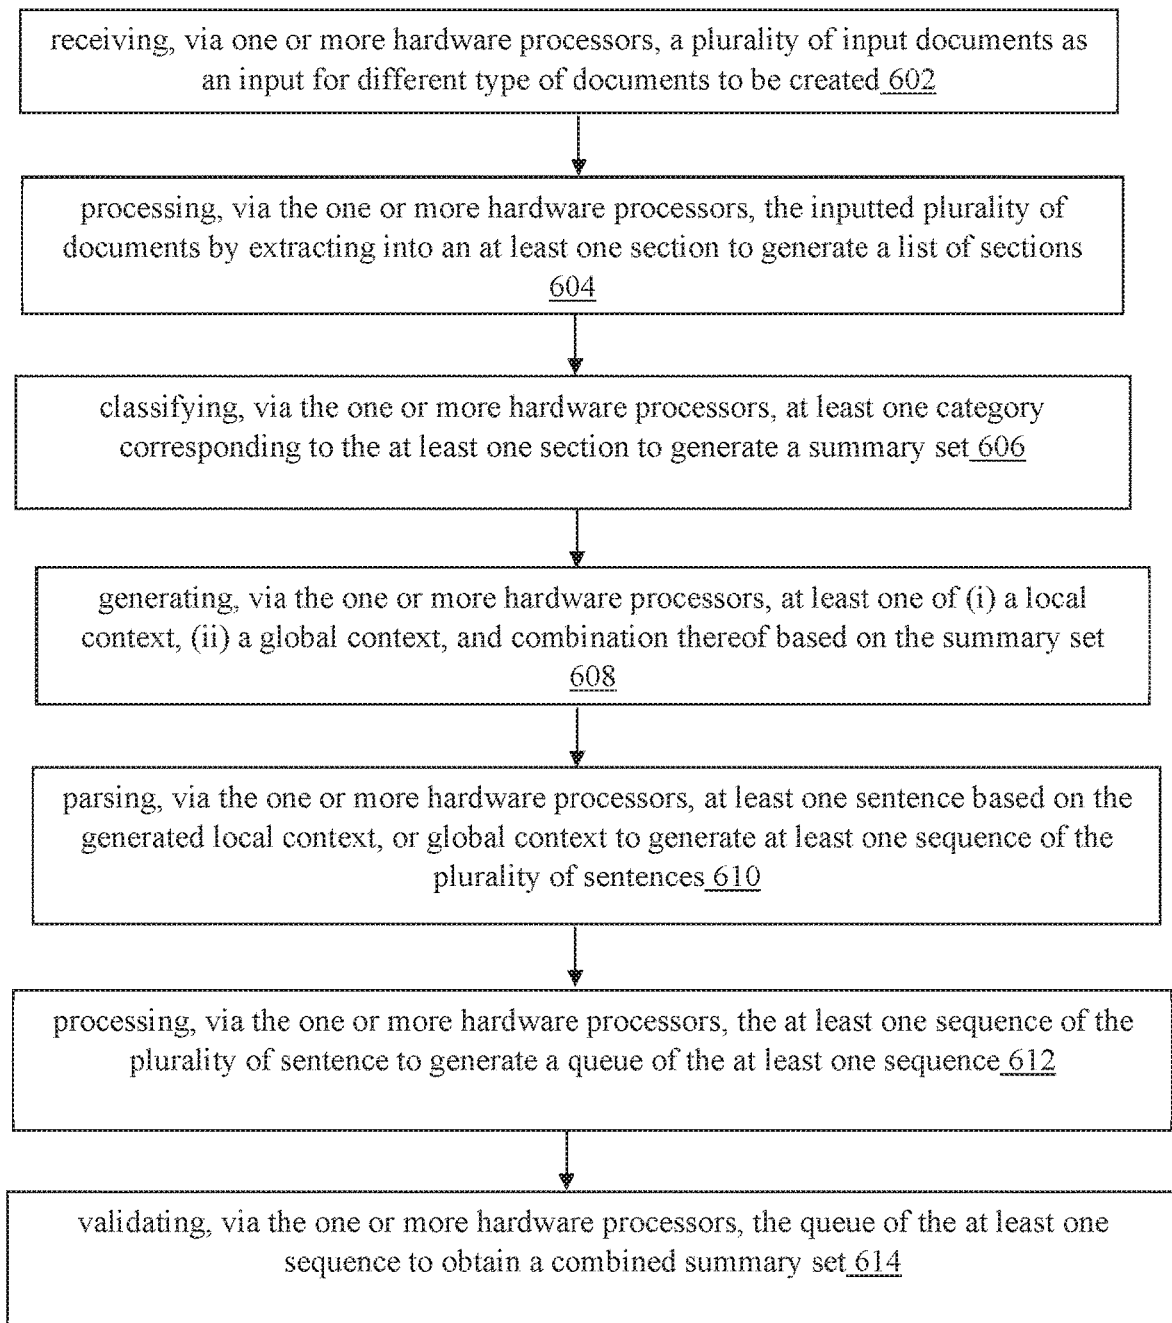 receiving, via one or more hardware processors, a plurality of input documents as
an input for different type of documents to be created 602
processing, via the one or more hardware processors, the inputted plurality of
documents by extracting into an at least one section to generate a list of sections
604
classifying, via the one or more hardware processors, at least one category
corresponding to the at least one section to generate a summary set 606
generating, via the one or more hardware processors, at least one of (i) a local
context, (ii) a global context, and combination thereof based on the summary set
608
parsing, via the one or more hardware processors, at least one sentence based on the
generated local context, or global context to generate at least one sequence of the
plurality of sentences 610
processing, via the one or more hardware processors, the at least one sequence of the
plurality of sentence to generate a queue of the at least one sequence 612
validating, via the one or more hardware processors, the queue of the at least one
sequence to obtain a combined summary set 614